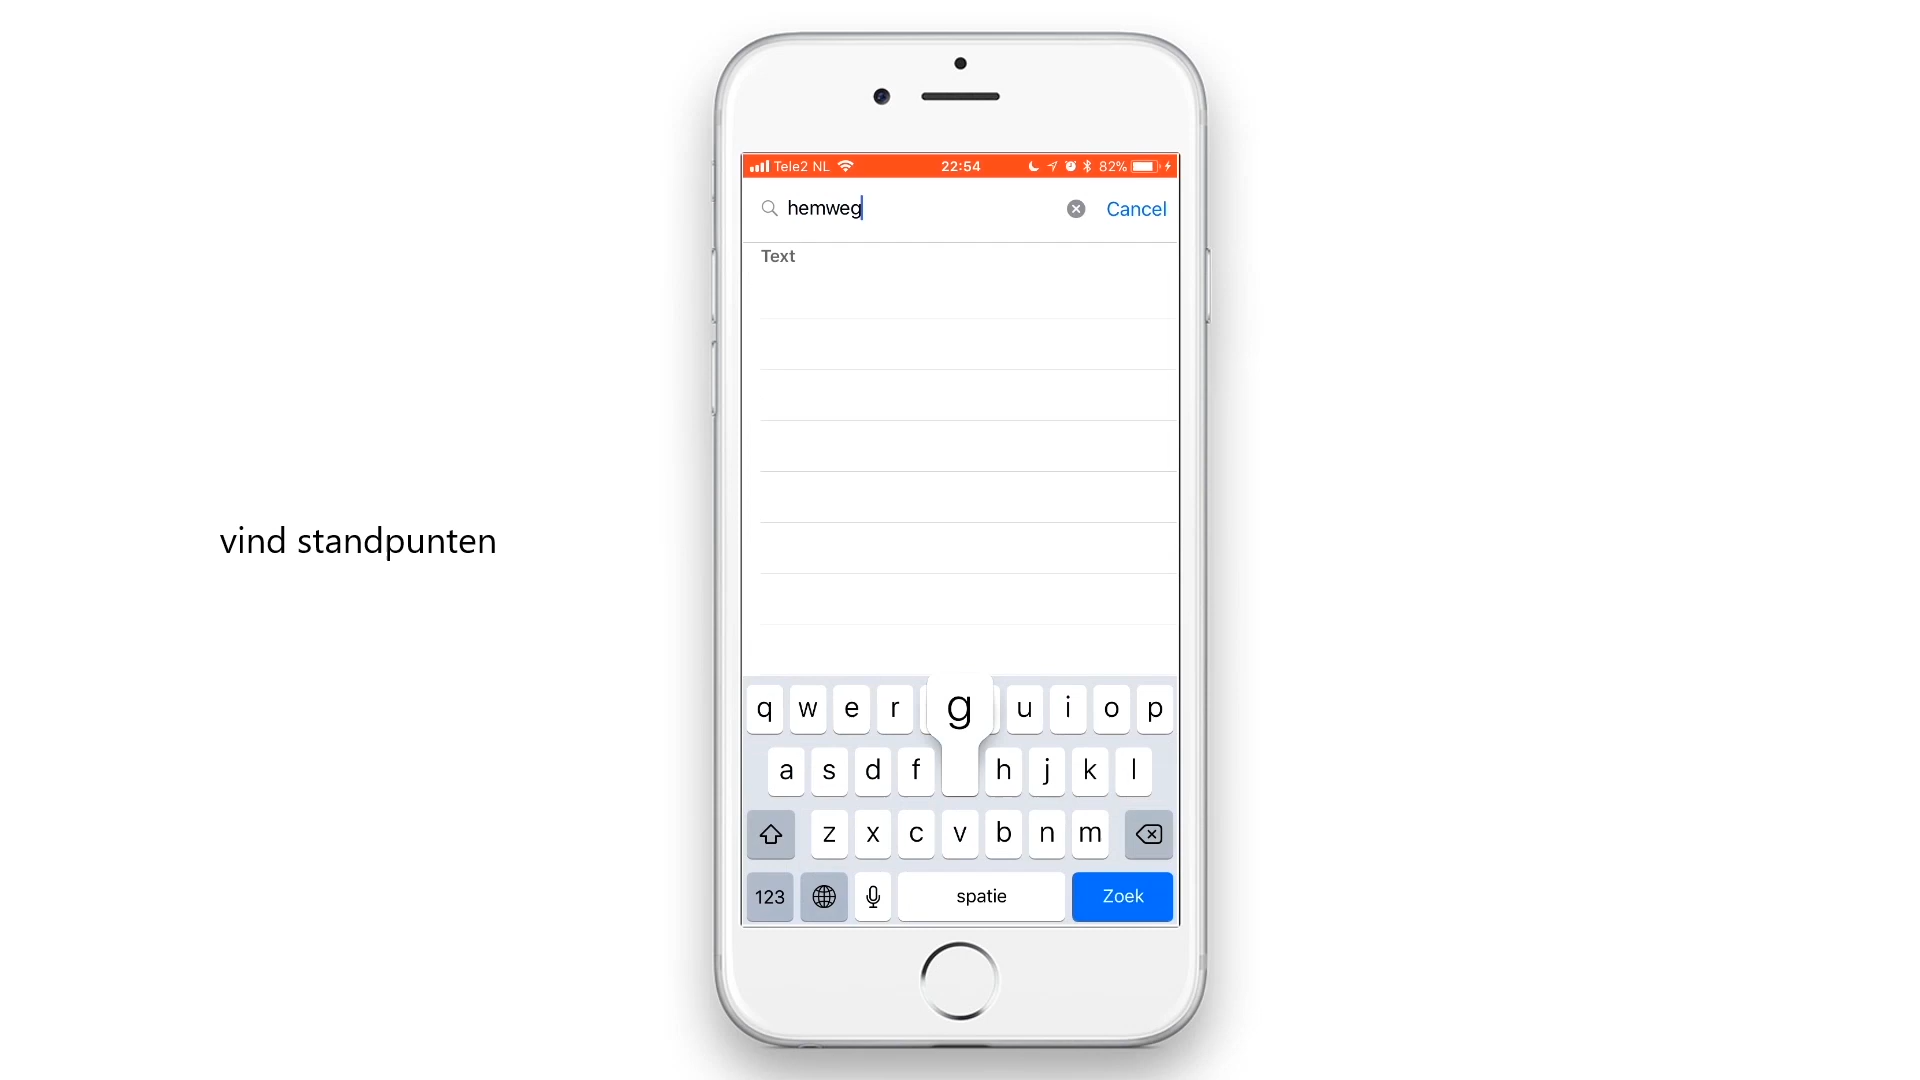 Tele2 NL 22:54 82%
hemweg Cancel
Text
vind standpunten
q w e r g u i o p
a s d f h j k l
z x c v b n m
123 spatie Zoek